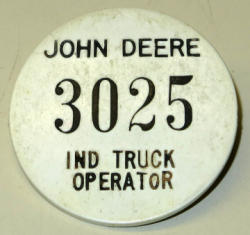 JOHN DEERE
3025
IND TRUCK
OPERATOR